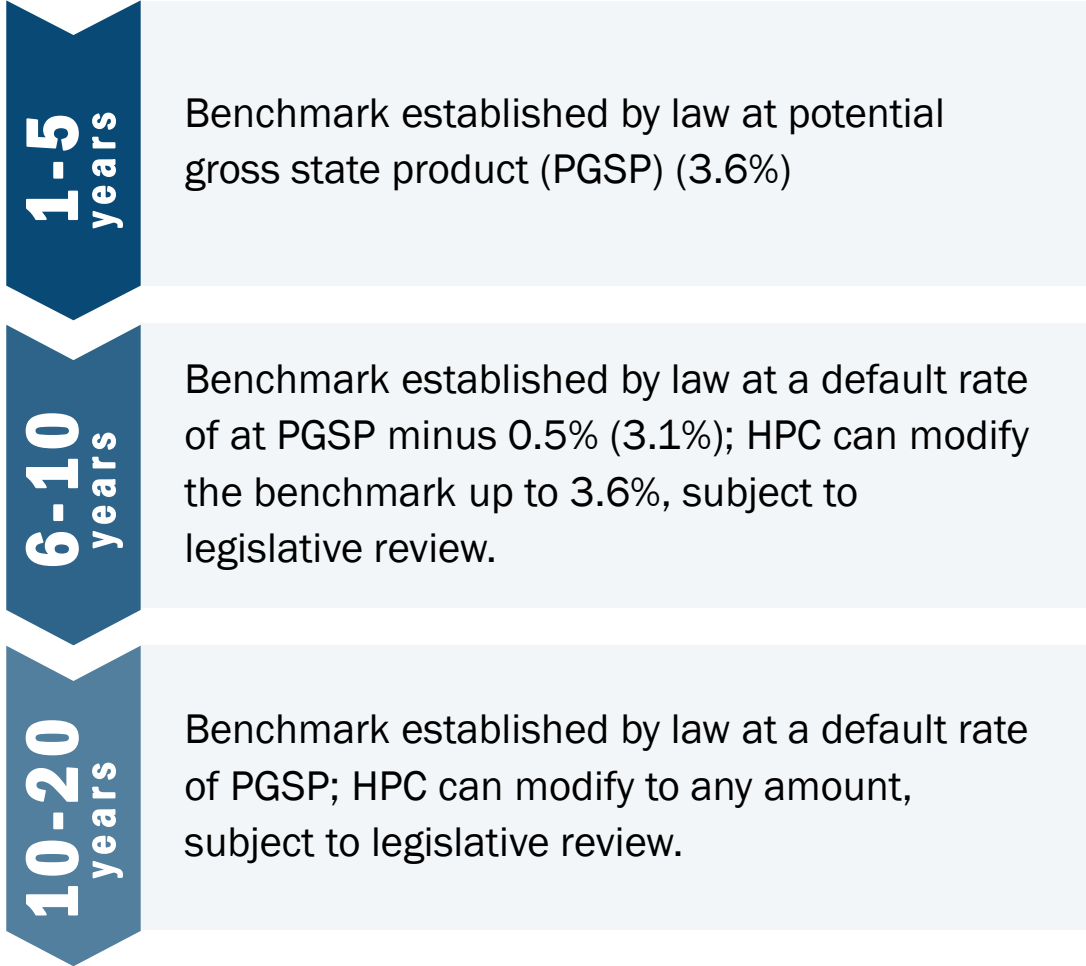 1-5
years
Benchmark established by law at potential
gross state product (PGSP) (3.6%)
6-10
years
Benchmark established by law at a default rate
of at PGSP minus 0.5% (3.1%); HPC can modify
the benchmark up to 3.6%, subject to
legislative review.
10-20
years
Benchmark established by law at a default rate
of PGSP; HPC can modify to any amount,
subject to legislative review.